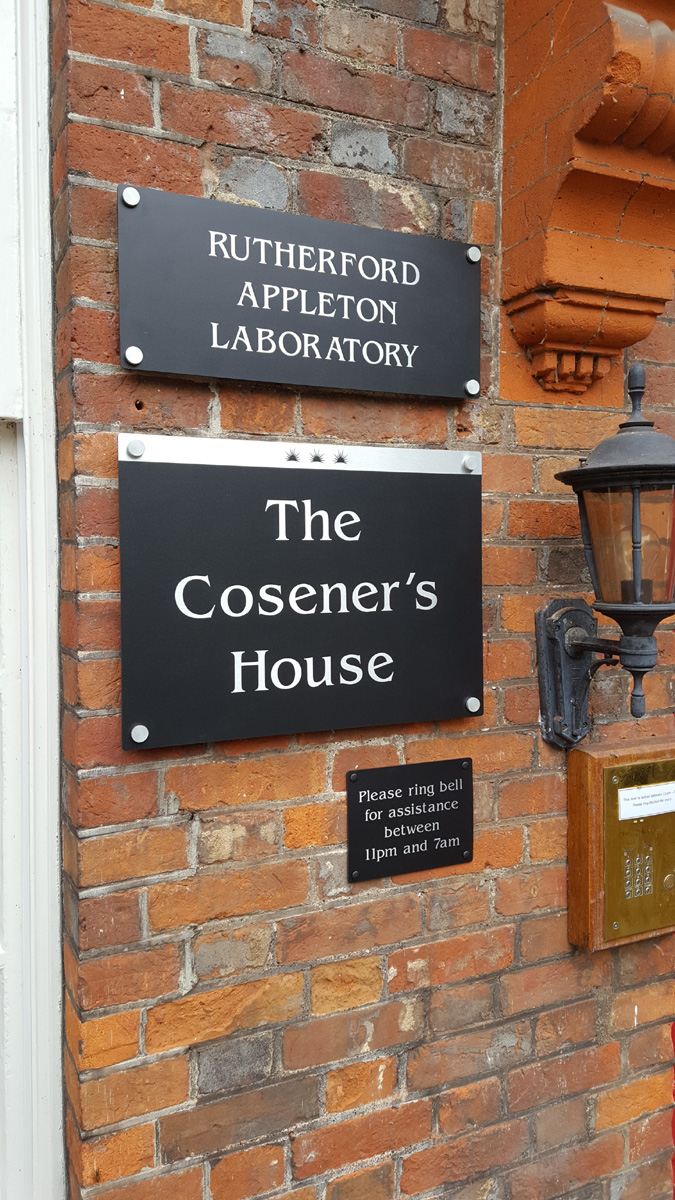 RUTHERFORD
APPLETON
LABORATORY
The
Cosener's
House
Please ring bell
for assistance
between
11pm and 7am